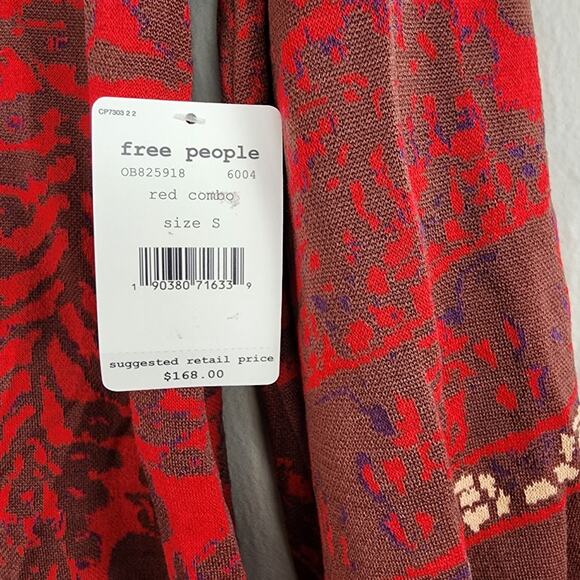 CP7303 2 2
free people
OB825918 6004
red combo
size S
1 90380 71633 9
suggested retail price
$168.00